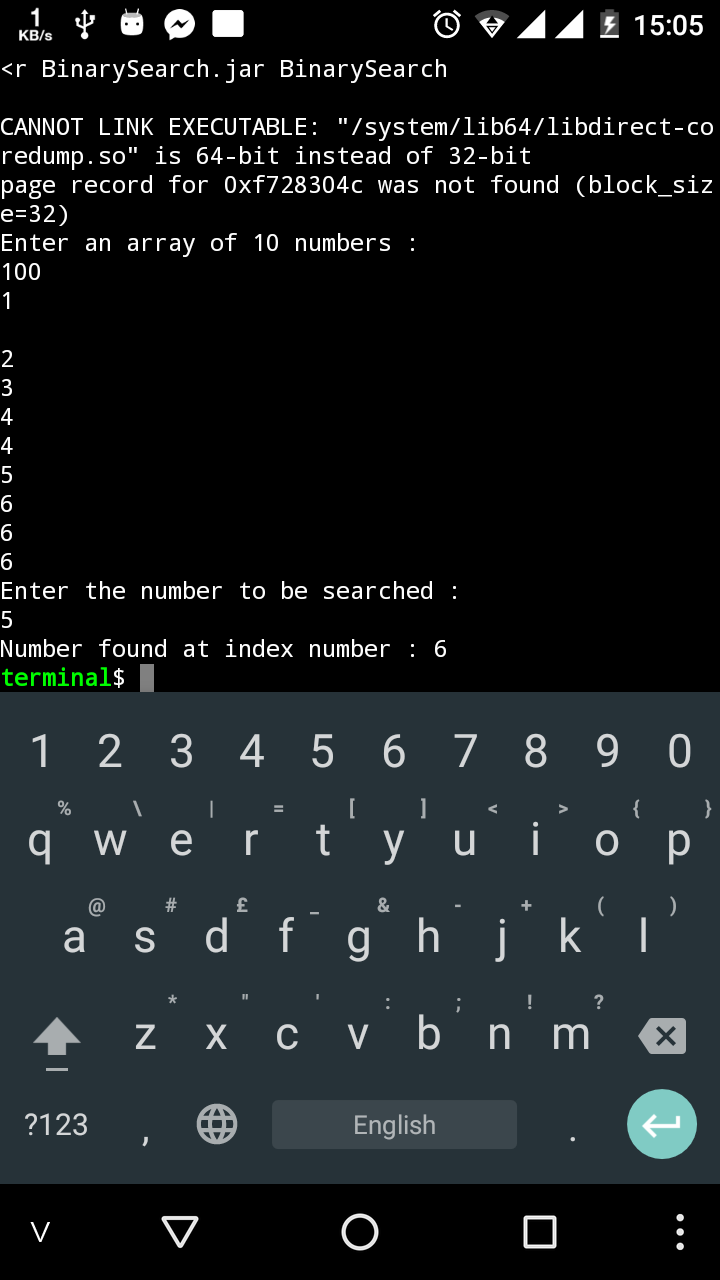 1
KB/s
15:05
<r BinarySearch.jar BinarySearch
CANNOT LINK EXECUTABLE: "/system/lib64/libdirect-co
redump.so" is 64-bit instead of 32-bit
page record for 0xf728304c was not found (block_siz
e=32)
Enter an array of 10 numbers :
100
1
2
3
4
4
5
6
6
6
Enter the number to be searched :
5
Number found at index number : 6
terminal$
1 2 3 4 5 6 7 8 9 0
% \ | = [ ] < > { }
q w e r t y u i o p
@ # £ _ & - + ( )
a s d f g h j k l
* " ' : ; ! ?
z x c v b n m
?123 , English .